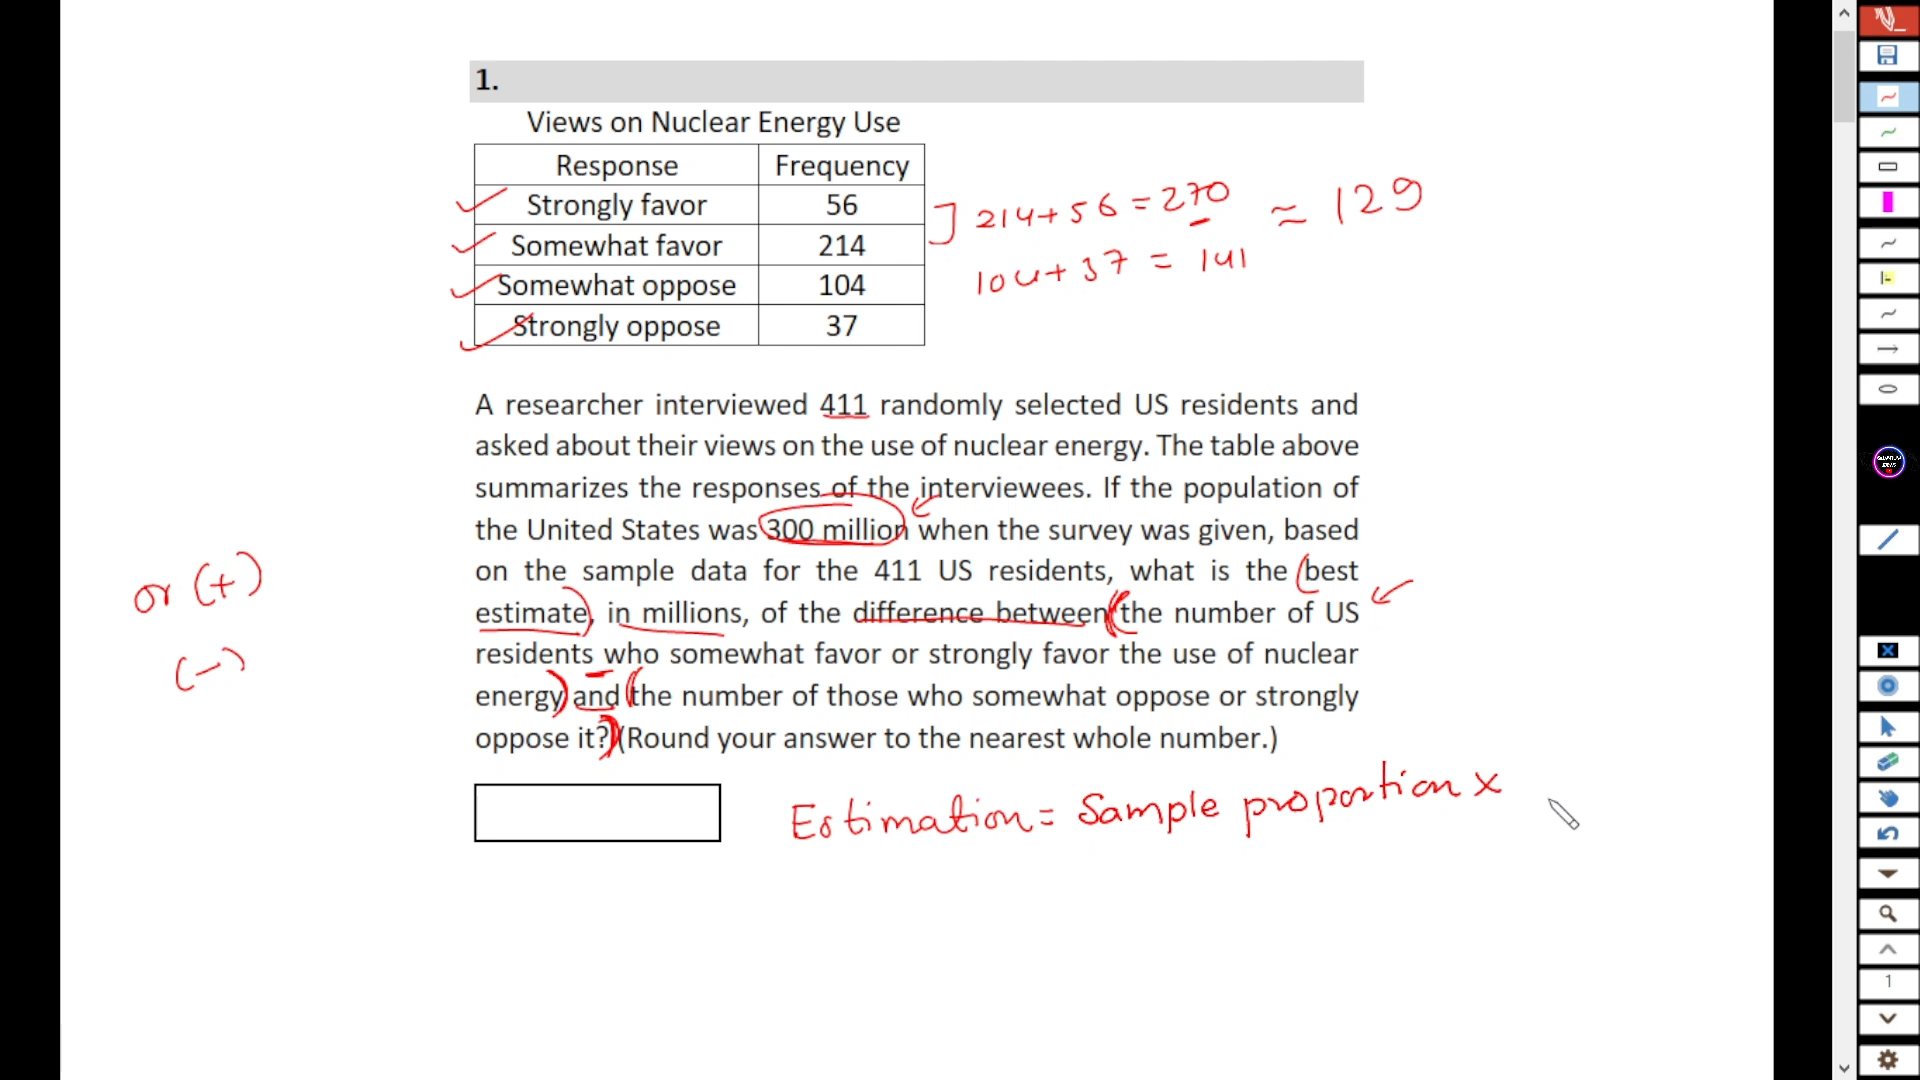 1.
Views on Nuclear Energy Use
Response Frequency
Strongly favor 56
Somewhat favor 214
Somewhat oppose 104
Strongly oppose 37
] 214+56=270 ≈ 129
104+37 = 141
A researcher interviewed 411 randomly selected US residents and
asked about their views on the use of nuclear energy. The table above
summarizes the responses of the interviewees. If the population of
the United States was 300 million when the survey was given, based
on the sample data for the 411 US residents, what is the (best
estimate), in millions, of the difference between (the number of US
residents who somewhat favor or strongly favor the use of nuclear
energy) and (the number of those who somewhat oppose or strongly
oppose it?) (Round your answer to the nearest whole number.)
or (+)
(-)
Estimation = Sample proportion x
1